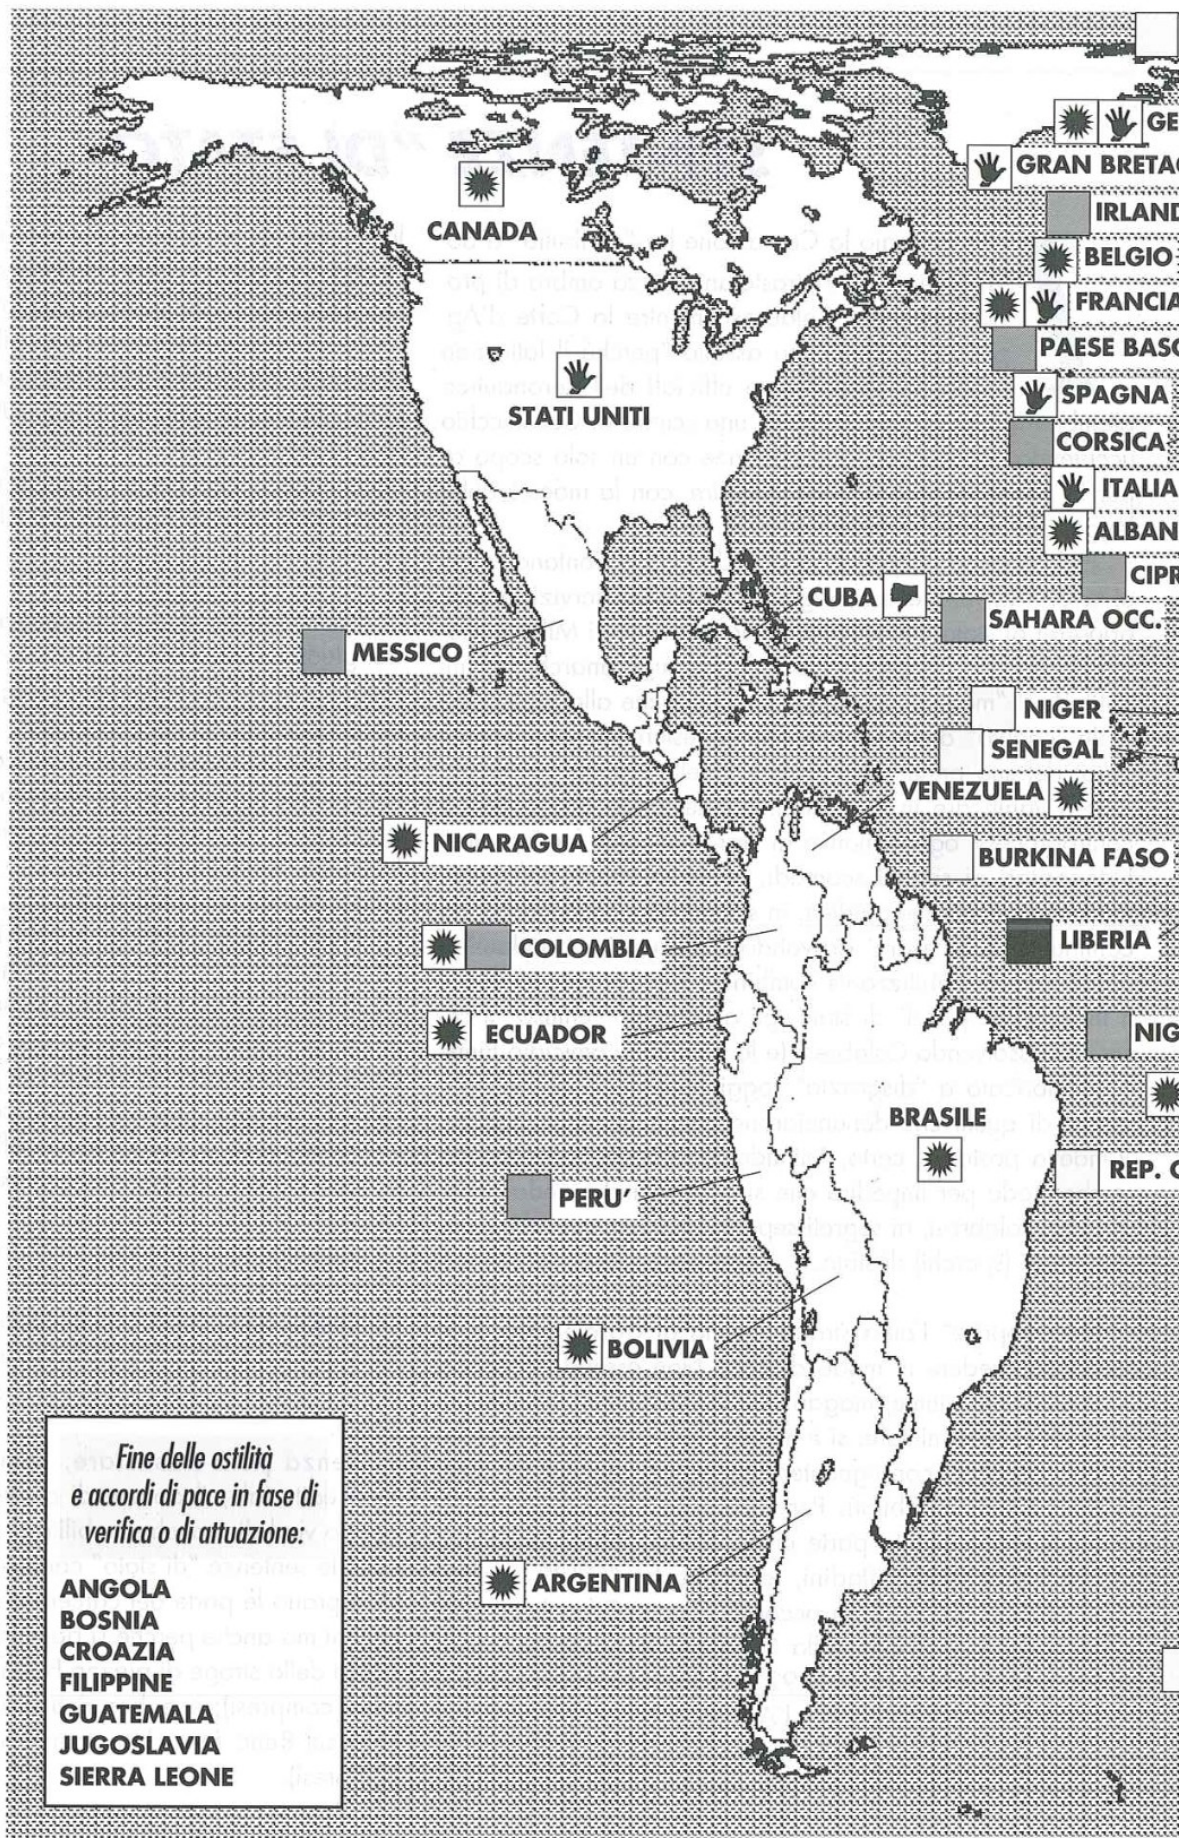 GE
GRAN BRETAG
CANADA
IRLAND
BELGIO
FRANCIA
PAESE BASC
STATI UNITI
SPAGNA
CORSICA
ITALIA
ALBAN
CIPR
CUBA
SAHARA OCC.
MESSICO
NIGER
SENEGAL
VENEZUELA
NICARAGUA
BURKINA FASO
COLOMBIA
LIBERIA
ECUADOR
NIG
BRASILE
REP. C
PERU'
BOLIVIA
ARGENTINA
Fine delle ostilità
e accordi di pace in fase di
verifica o di attuazione:
ANGOLA
BOSNIA
CROAZIA
FILIPPINE
GUATEMALA
JUGOSLAVIA
SIERRA LEONE